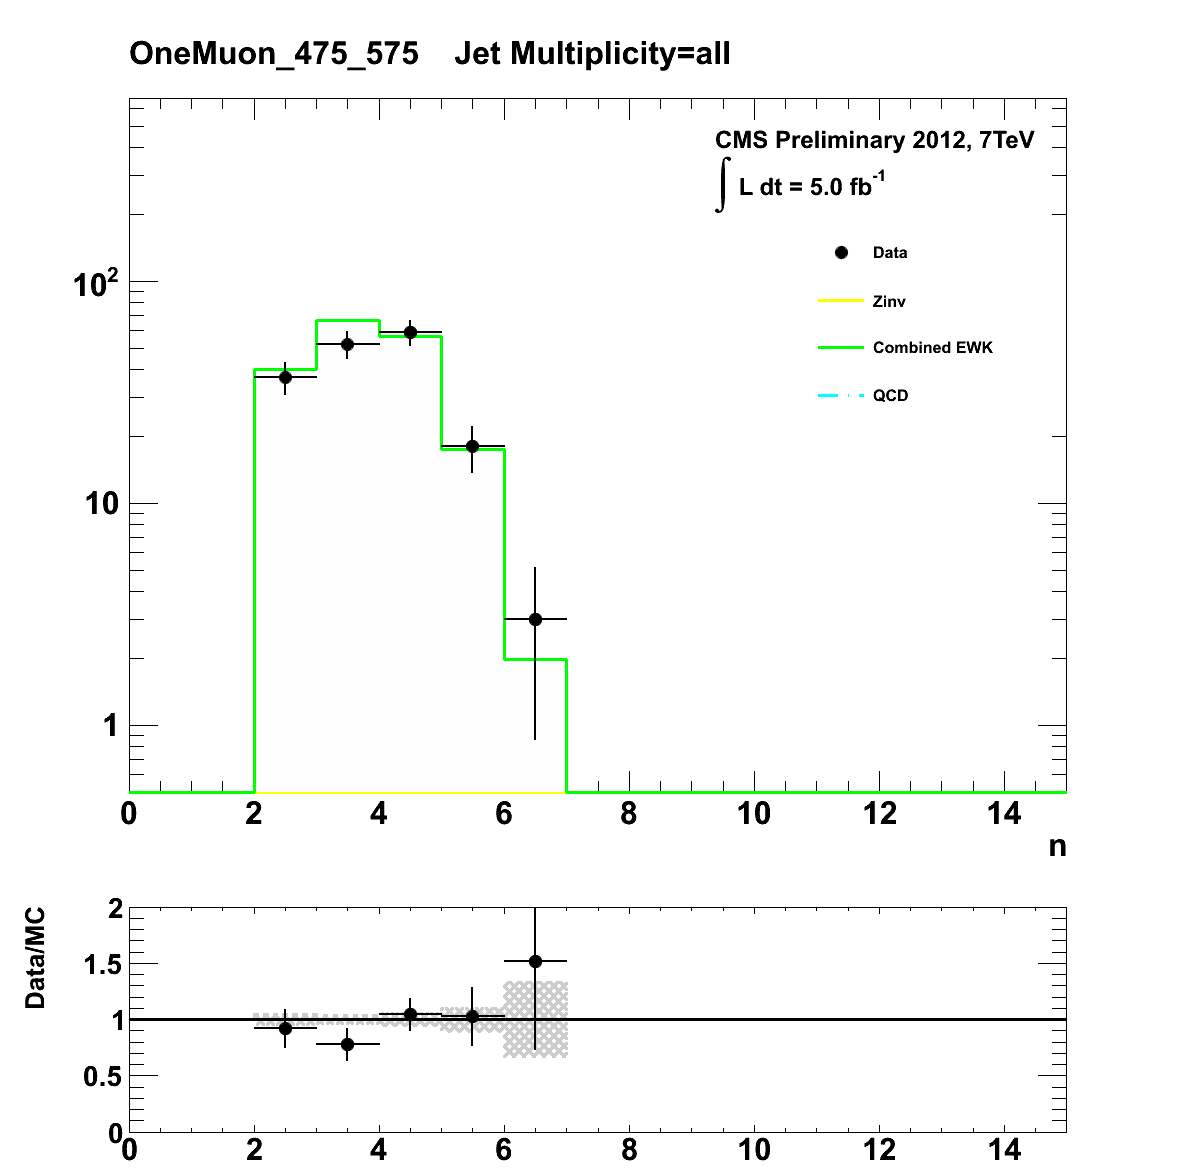 OneMuon_475_575 Jet Multiplicity=all
CMS Preliminary 2012, 7TeV
∫ L dt = 5.0 fb⁻¹
Data
Zinv
Combined EWK
QCD
10²
10
1
0 2 4 6 8 10 12 14
n
Data/MC
2
1.5
1
0.5
0
0 2 4 6 8 10 12 14